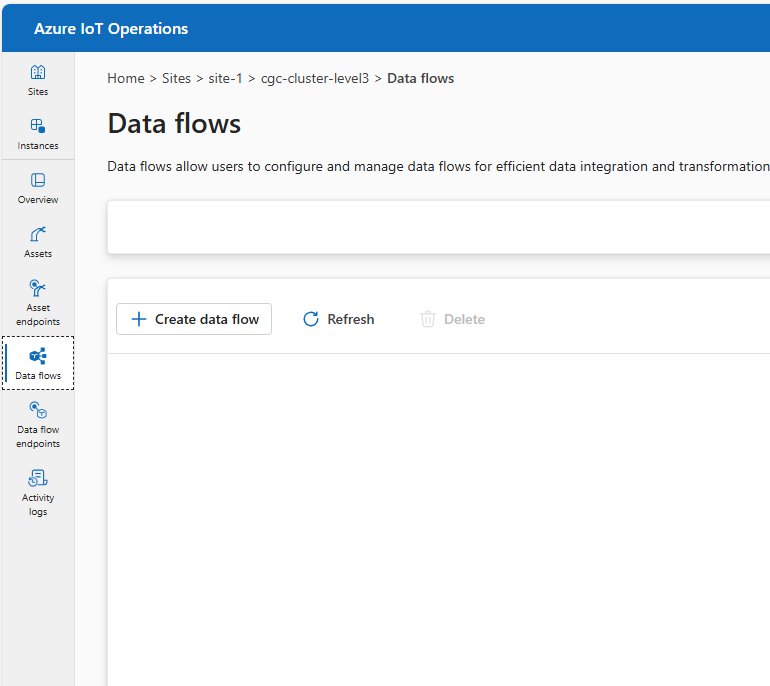 Azure IoT Operations
Home > Sites > site-1 > cgc-cluster-level3 > Data flows
Data flows
Data flows allow users to configure and manage data flows for efficient data integration and transformation
Create data flow
Refresh
Delete
Sites
Instances
Overview
Assets
Asset
endpoints
Data flows
Data flow
endpoints
Activity
logs